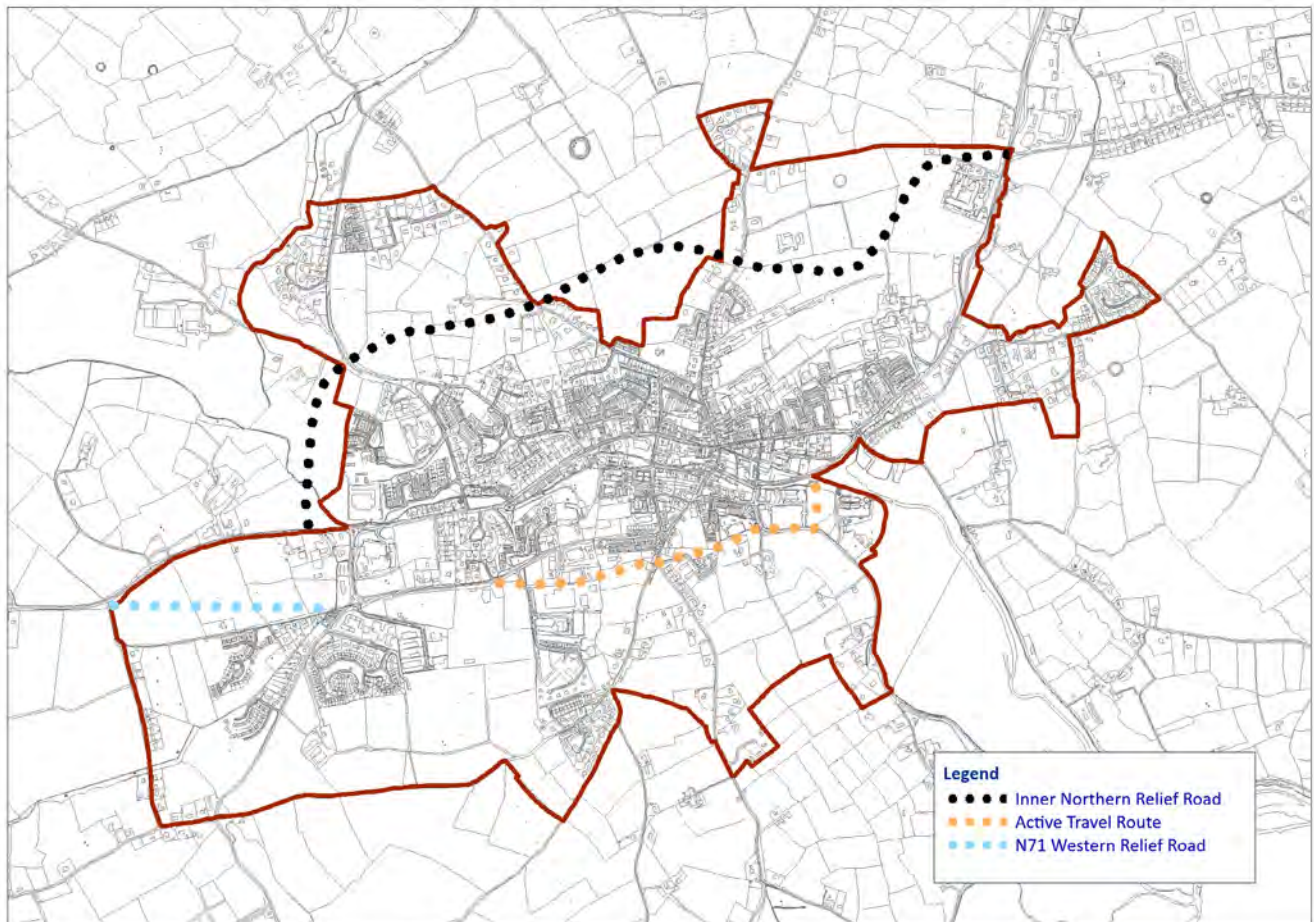 Legend
Inner Northern Relief Road
Active Travel Route
N71 Western Relief Road